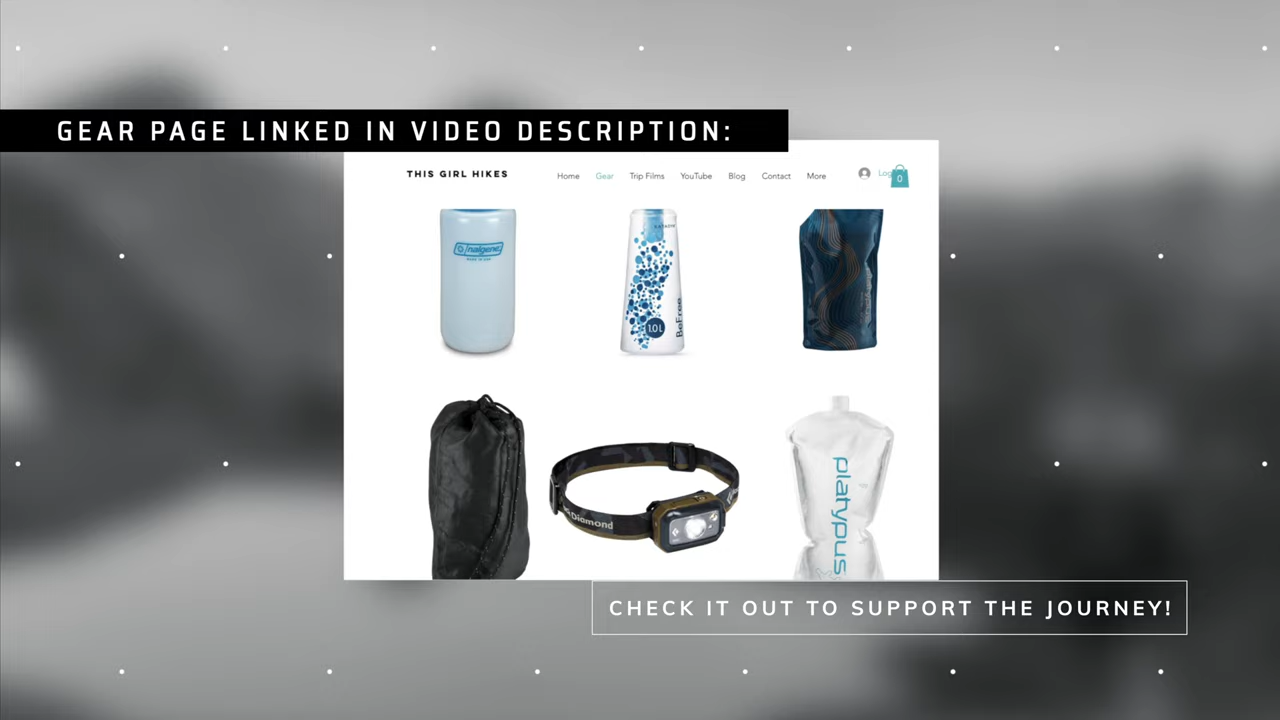 GEAR PAGE LINKED IN VIDEO DESCRIPTION:
THIS GIRL HIKES
Home Gear Trip Films YouTube Blog Contact More
0
nalgene
BeFree
1.0 L
Diamond
platypus
CHECK IT OUT TO SUPPORT THE JOURNEY!